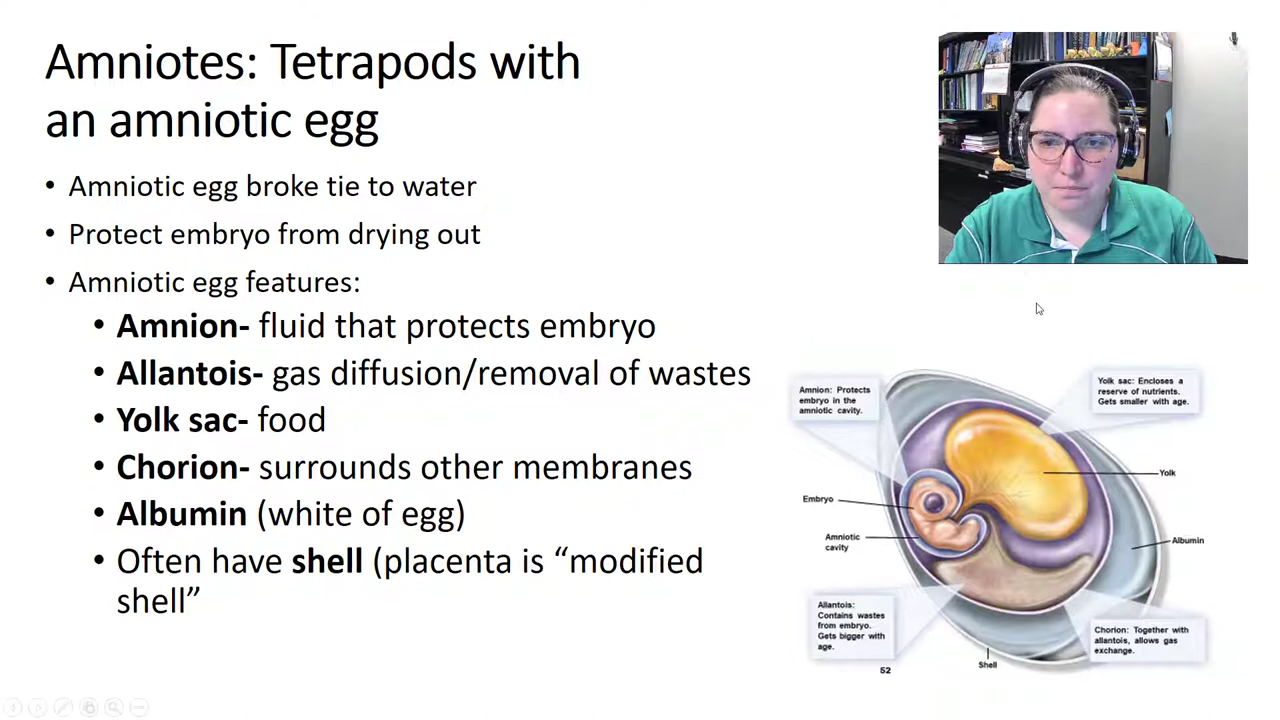 Amniotes: Tetrapods with
an amniotic egg
• Amniotic egg broke tie to water
• Protect embryo from drying out
• Amniotic egg features:
• Amnion- fluid that protects embryo
• Allantois- gas diffusion/removal of wastes
• Yolk sac- food
• Chorion- surrounds other membranes
• Albumin (white of egg)
• Often have shell (placenta is “modified
shell”
Amnion: Protects
embryo in the
amniotic cavity.
Yolk sac: Encloses a
reserve of nutrients.
Gets smaller with age.
Yolk
Embryo
Amniotic
cavity
Albumin
Allantois:
Contains wastes
from embryo.
Gets bigger with
age.
Chorion: Together with
allantois, allows gas
exchange.
Shell
52